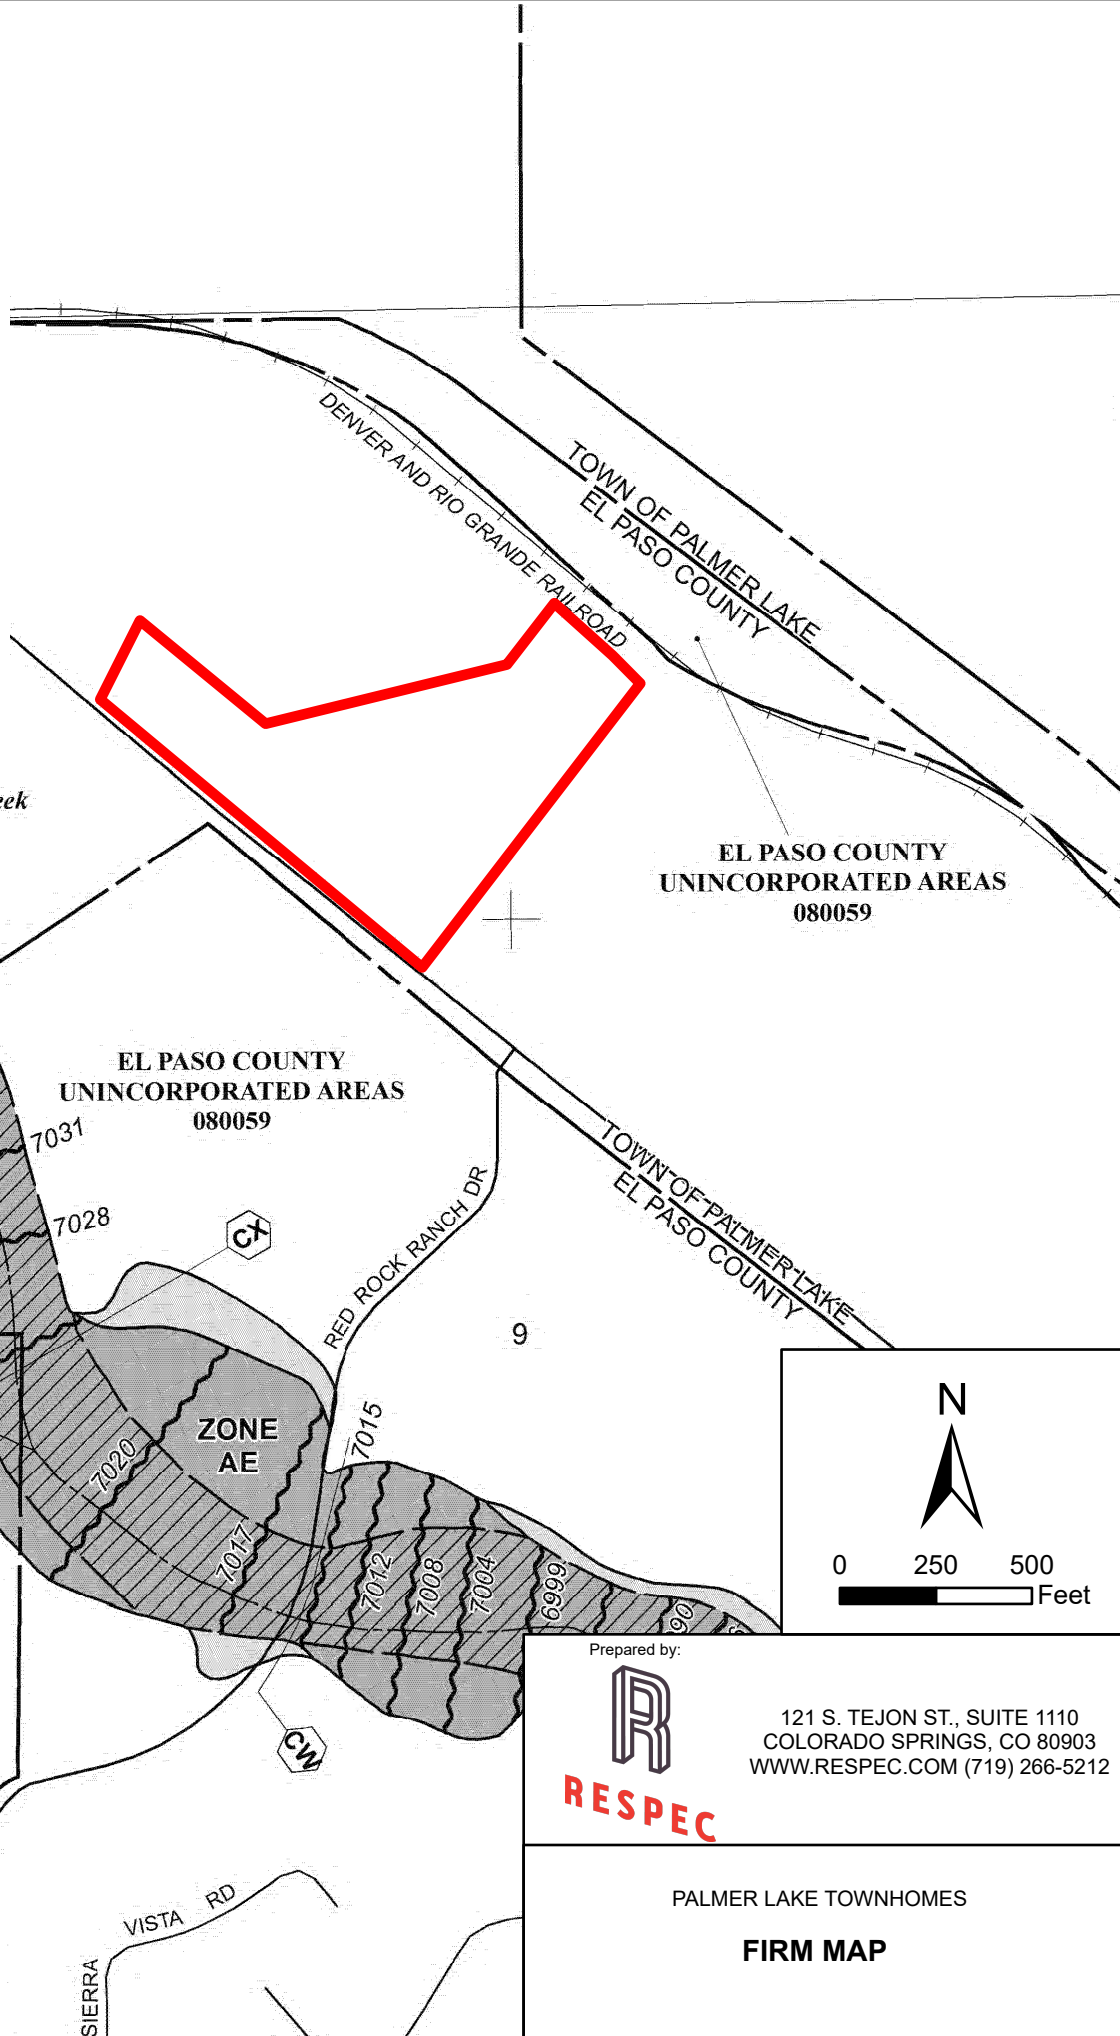 DENVER AND RIO GRANDE RAILROAD
TOWN OF PALMER LAKE
EL PASO COUNTY
eek
EL PASO COUNTY
UNINCORPORATED AREAS
080059
EL PASO COUNTY
UNINCORPORATED AREAS
080059
7031
7028
CX
RED ROCK RANCH DR
TOWN OF PALMER LAKE
EL PASO COUNTY
9
ZONE
AE
7015
7020
7017
7012
7008
7004
6999
90
CW
VISTA RD
SIERRA
N
0 250 500
Feet
Prepared by:
RESPEC
121 S. TEJON ST., SUITE 1110
COLORADO SPRINGS, CO 80903
WWW.RESPEC.COM (719) 266-5212
PALMER LAKE TOWNHOMES
FIRM MAP